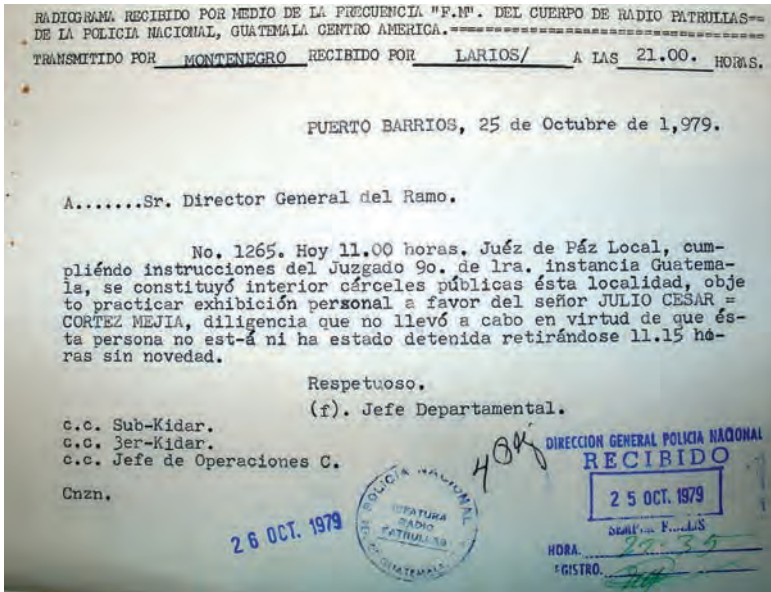 RADIOGRAMA RECIBIDO POR MEDIO DE LA FRECUENCIA "F.M". DEL CUERPO DE RADIO PATRULLAS==
DE LA POLICIA NACIONAL, GUATEMALA CENTRO AMERICA.====================================
TRANSMITIDO POR MONTENEGRO RECIBIDO POR LARIOS/ A LAS 21.00. HORAS.
PUERTO BARRIOS, 25 de Octubre de 1,979.
A.......Sr. Director General del Ramo.
No. 1265. Hoy 11.00 horas. Juéz de Páz Local, cum-
pliéndo instrucciones del Juzgado 9o. de 1ra. instancia Guatema-
la, se constituyó interior cárceles públicas ésta localidad, obje
to practicar exhibición personal a favor del señor JULIO CESAR =
CORTEZ MEJIA, diligencia que no llevó a cabo en virtud de que és-
ta persona no est-á ni ha estado detenida retirándose 11.15 ho-
ras sin novedad.
Respetuoso.
(f). Jefe Departamental.
c.c. Sub-Kidar.
c.c. 3er-Kidar.
c.c. Jefe de Operaciones C.
Cnzn.
26 OCT. 1979
POLICIA NACIONAL
JEFATURA
RADIO
PATRULLAS
GUATEMALA
DIRECCION GENERAL POLICIA NACIONAL
RECIBIDO
25 OCT. 1979
HORA. 22-35